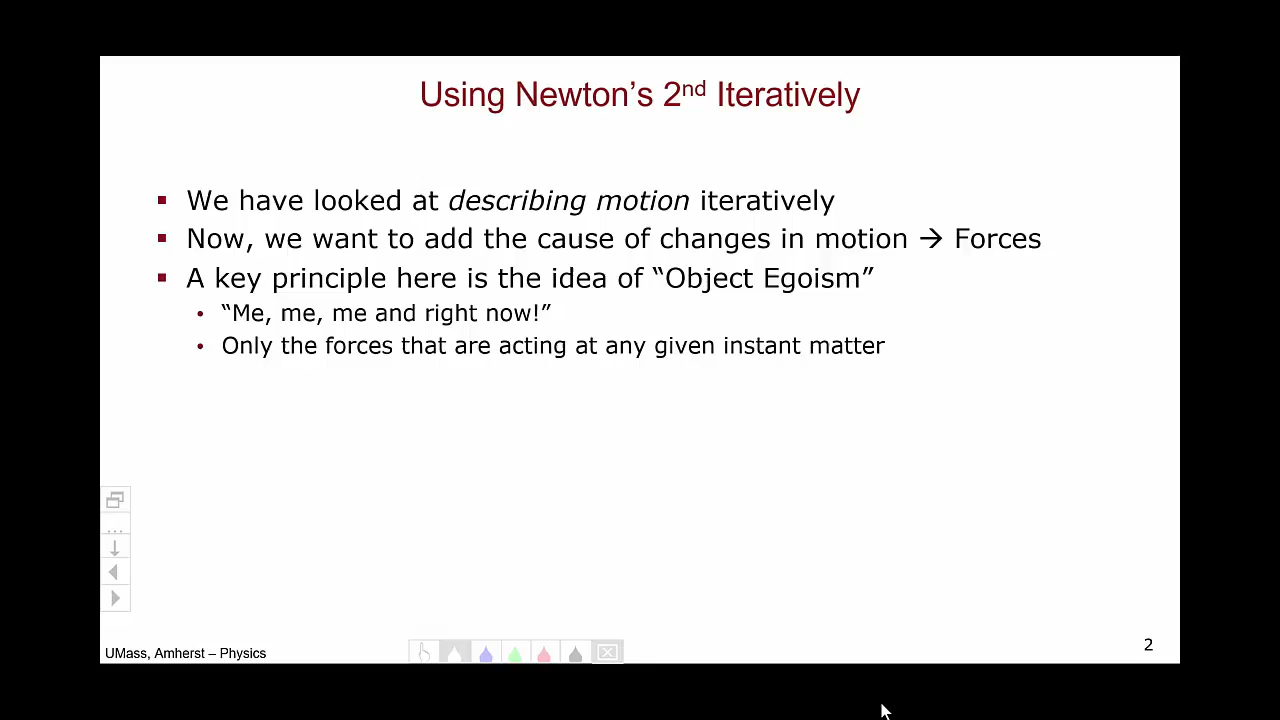 Using Newton’s 2nd Iteratively
▪ We have looked at describing motion iteratively
▪ Now, we want to add the cause of changes in motion → Forces
▪ A key principle here is the idea of “Object Egoism”
• “Me, me, me and right now!”
• Only the forces that are acting at any given instant matter
UMass, Amherst – Physics
2